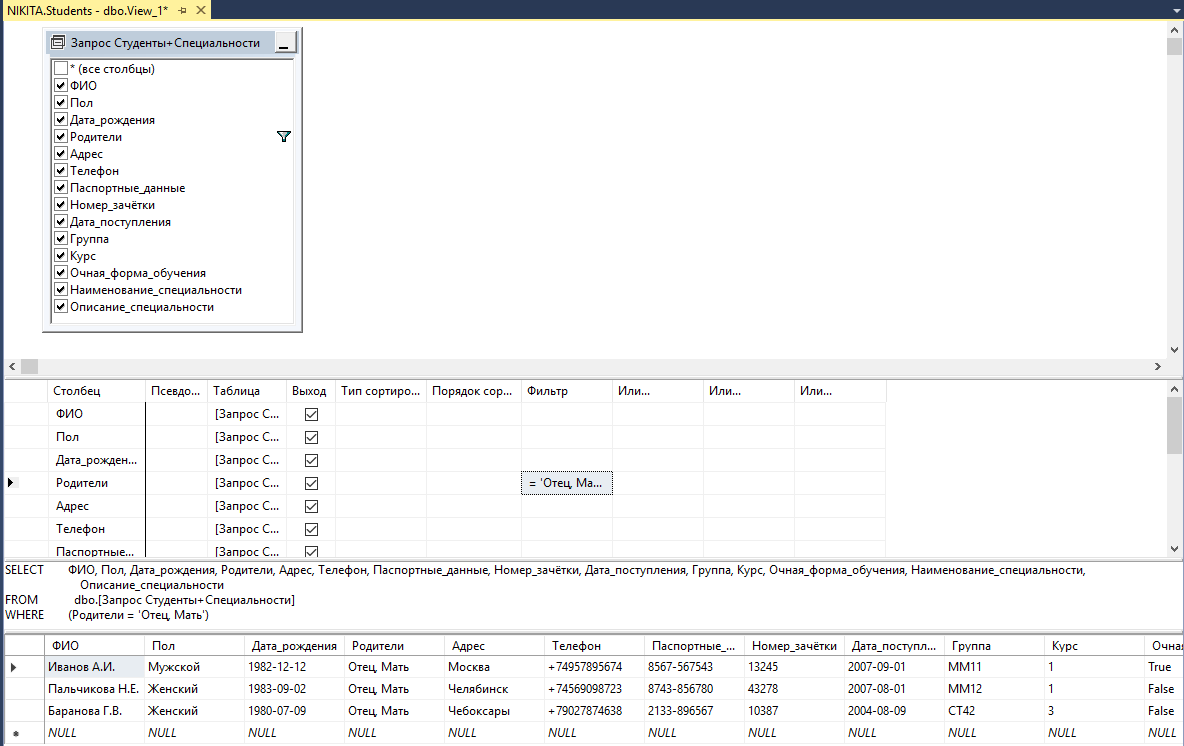 NIKITA.Students - dbo.View_1*
Запрос Студенты+Специальности
* (все столбцы)
ФИО
Пол
Дата_рождения
Родители
Адрес
Телефон
Паспортные_данные
Номер_зачётки
Дата_поступления
Группа
Курс
Очная_форма_обучения
Наименование_специальности
Описание_специальности
Столбец Псевдо... Таблица Выход Тип сортиро... Порядок сор... Фильтр Или... Или... Или...
ФИО [Запрос С...
Пол [Запрос С...
Дата_рожден... [Запрос С...
Родители [Запрос С... = 'Отец, Ма...
Адрес [Запрос С...
Телефон [Запрос С...
Паспортные... [Запрос С...
SELECT ФИО, Пол, Дата_рождения, Родители, Адрес, Телефон, Паспортные_данные, Номер_зачётки, Дата_поступления, Группа, Курс, Очная_форма_обучения, Наименование_специальности,
Описание_специальности
FROM dbo.[Запрос Студенты+Специальности]
WHERE (Родители = 'Отец, Мать')
ФИО Пол Дата_рождения Родители Адрес Телефон Паспортные_... Номер_зачётки Дата_поступл... Группа Курс Очна
Иванов А.И. Мужской 1982-12-12 Отец, Мать Москва +74957895674 8567-567543 13245 2007-09-01 ММ11 1 True
Пальчикова Н.Е. Женский 1983-09-02 Отец, Мать Челябинск +74569098723 8743-856780 43278 2007-08-01 ММ12 1 False
Баранова Г.В. Женский 1980-07-09 Отец, Мать Чебоксары +79027874638 2133-896567 10387 2004-08-09 СТ42 3 False
NULL NULL NULL NULL NULL NULL NULL NULL NULL NULL NULL NULL